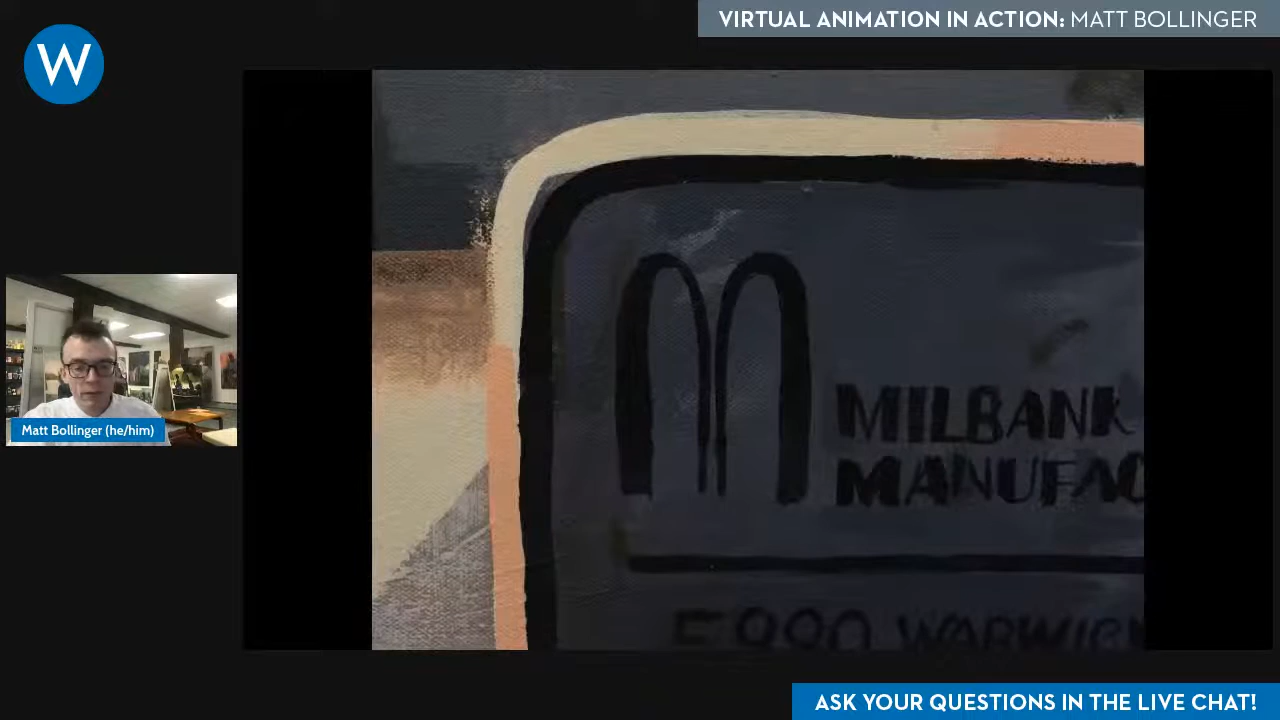 VIRTUAL ANIMATION IN ACTION: MATT BOLLINGER
W
MILBANK
MANUFAC
Matt Bollinger (he/him)
ASK YOUR QUESTIONS IN THE LIVE CHAT!